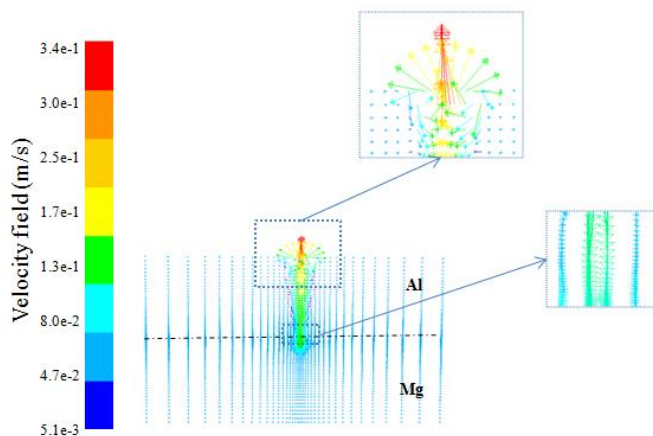 Velocity field (m/s)
3.4e-1
3.0e-1
2.5e-1
1.7e-1
1.3e-1
8.0e-2
4.7e-2
5.1e-3
Al
Mg